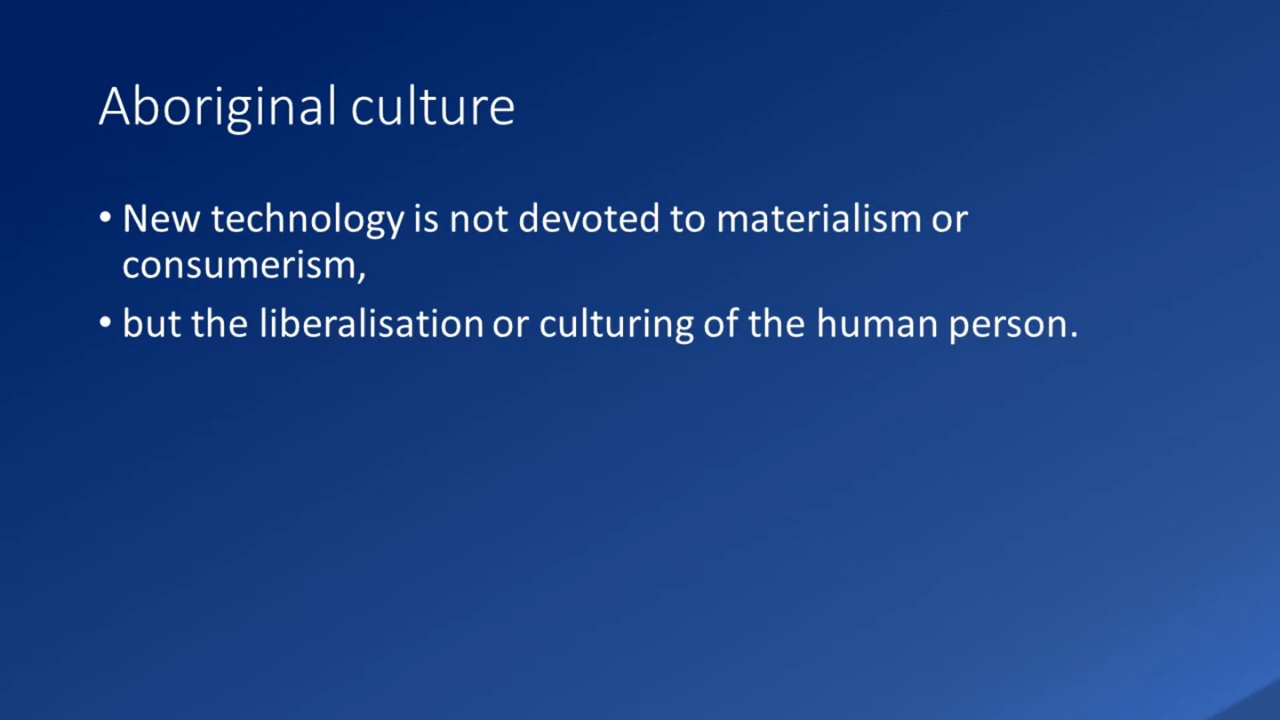 Aboriginal culture
• New technology is not devoted to materialism or
consumerism,
• but the liberalisation or culturing of the human person.